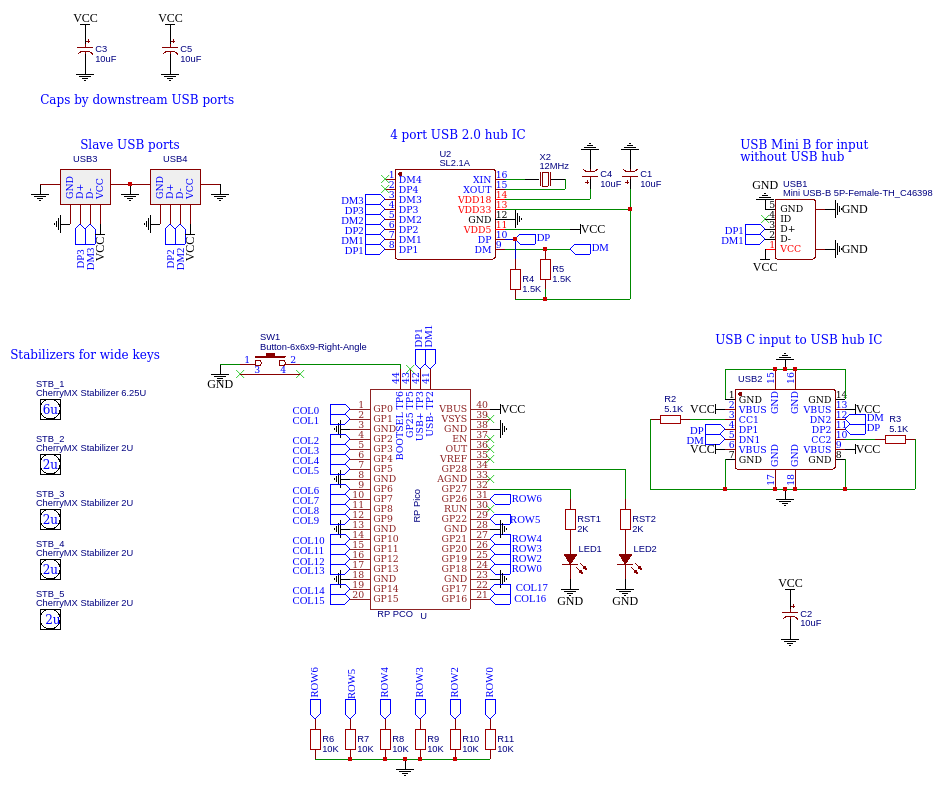 VCC
VCC
C3
10uF
C5
10uF
Caps by downstream USB ports
Slave USB ports
USB3
USB4
GND
D+
D-
VCC
GND
D+
D-
VCC
DP3
DM3
VCC
DP2
DM2
VCC
4 port USB 2.0 hub IC
U2
SL2.1A
1 DM4
2 DP4
DM3 3 DM3
DP3 4 DP3
DM2 5 DM2
DP2 6 DP2
DM1 7 DM1
DP1 8 DP1
XIN 16
XOUT 15
VDD18 14
VDD33 13
GND 12
VDD5 11 VCC
DP 10 DP
DM 9 DM
X2
12MHz
C4
10uF
C1
10uF
R4
1.5K
R5
1.5K
USB Mini B for input
without USB hub
GND USB1
Mini USB-B 5P-Female-TH_C46398
5 GND
4 ID
DP1 3 D+
DM1 2 D-
1 VCC
GND
GND
VCC
Stabilizers for wide keys
STB_1
CherryMX Stabilizer 6.25U
6u
STB_2
CherryMX Stabilizer 2U
2u
STB_3
CherryMX Stabilizer 2U
2u
STB_4
CherryMX Stabilizer 2U
2u
STB_5
CherryMX Stabilizer 2U
2u
SW1
Button-6x6x9-Right-Angle
1 2
3 4
GND
DP1
DM1
44 43 42 41
BOOTSEL TP6
GP25 TP5
USB+ TP3
USB- TP2
COL0 1 GP0
COL1 2 GP1
3 GND
COL2 4 GP2
COL3 5 GP3
COL4 6 GP4
COL5 7 GP5
8 GND
COL6 9 GP6
COL7 10 GP7
COL8 11 GP8
COL9 12 GP9
13 GND
COL10 14 GP10
COL11 15 GP11
COL12 16 GP12
COL13 17 GP13
18 GND
COL14 19 GP14
COL15 20 GP15
RP Pico
VBUS 40 VCC
VSYS 39
GND 38
EN 37
OUT 36
VREF 35
GP28 34
AGND 33
GP27 32
GP26 31 ROW6
RUN 30
GP22 29 ROW5
GND 28
GP21 27 ROW4
GP20 26 ROW3
GP19 25 ROW2
GP18 24 ROW0
GND 23
GP17 22 COL17
GP16 21 COL16
RP PCO U
RST1
2K
RST2
2K
LED1
LED2
GND
GND
USB C input to USB hub IC
USB2
15 16
GND
GND
R2
5.1K
R3
5.1K
1 GND
VCC 2 VBUS
3 CC1
DP 4 DP1
DM 5 DN1
VCC 6 VBUS
7 GND
GND 14
VBUS 13 VCC
DN2 12 DM
DP2 11 DP
CC2 10
VBUS 9 VCC
GND 8
GND
GND
17 18
VCC
C2
10uF
ROW6
ROW5
ROW4
ROW3
ROW2
ROW0
R6
10K
R7
10K
R8
10K
R9
10K
R10
10K
R11
10K